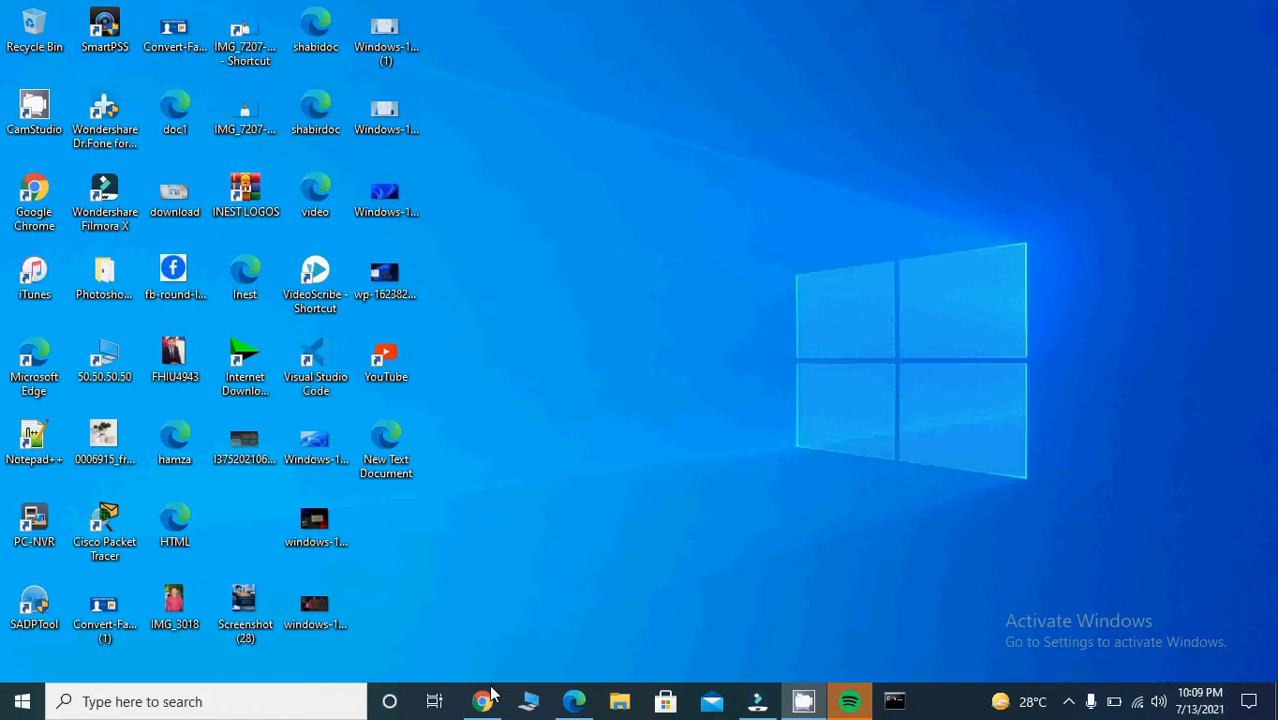 Recycle Bin
SmartPSS
Convert-Fa...
IMG_7207-...
- Shortcut
shabidoc
Windows-1...
(1)
CamStudio
Wondershare
Dr.Fone for...
doc1
IMG_7207-...
shabirdoc
Windows-1...
Google
Chrome
Wondershare
Filmora X
download
INEST LOGOS
video
Windows-1...
iTunes
Photosho...
fb-round-l...
Inest
VideoScribe -
Shortcut
wp-162382...
Microsoft
Edge
50.50.50.50
FHIU4943
Internet
Downlo...
Visual Studio
Code
YouTube
Notepad++
0006915_fr...
hamza
I375202106...
Windows-1...
New Text
Document
PC-NVR
Cisco Packet
Tracer
HTML
windows-1...
SADPTool
Convert-Fa...
(1)
IMG_3018
Screenshot
(28)
windows-1...
Activate Windows
Go to Settings to activate Windows.
Type here to search
28°C
10:09 PM
7/13/2021